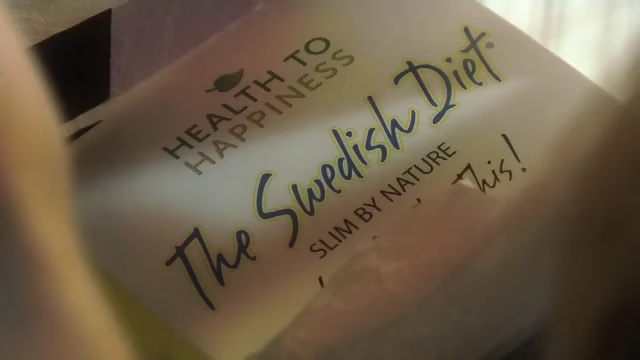 HEALTH TO
HAPPINESS
The Swedish Diet
SLIM BY NATURE
This!